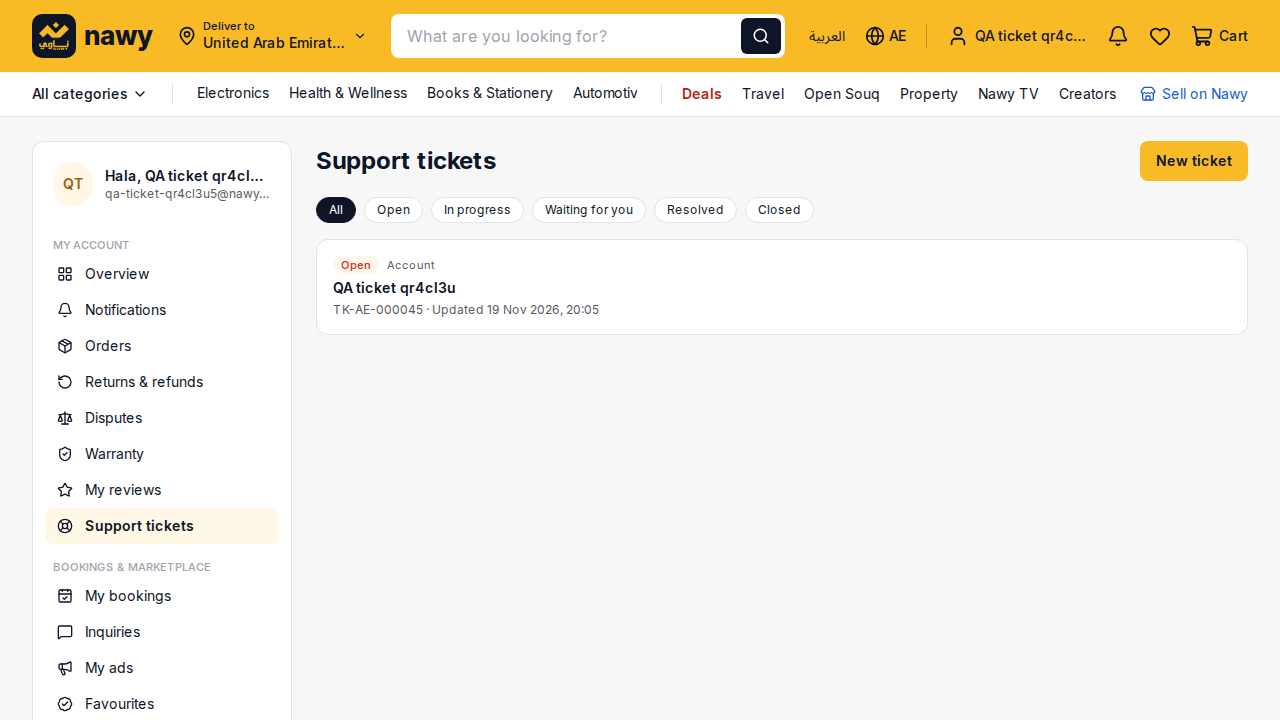 نـــاوي
NAWY
nawy
Deliver to
United Arab Emirat...
What are you looking for?
العربية
AE
QA ticket qr4c...
Cart
All categories
Electronics
Health & Wellness
Books & Stationery
Automotiv
Deals
Travel
Open Souq
Property
Nawy TV
Creators
Sell on Nawy
QT
Hala, QA ticket qr4cl...
qa-ticket-qr4cl3u5@nawy...
MY ACCOUNT
Overview
Notifications
Orders
Returns & refunds
Disputes
Warranty
My reviews
Support tickets
BOOKINGS & MARKETPLACE
My bookings
Inquiries
My ads
Favourites
Support tickets
New ticket
All
Open
In progress
Waiting for you
Resolved
Closed
Open
Account
QA ticket qr4cl3u
TK-AE-000045 · Updated 19 Nov 2026, 20:05